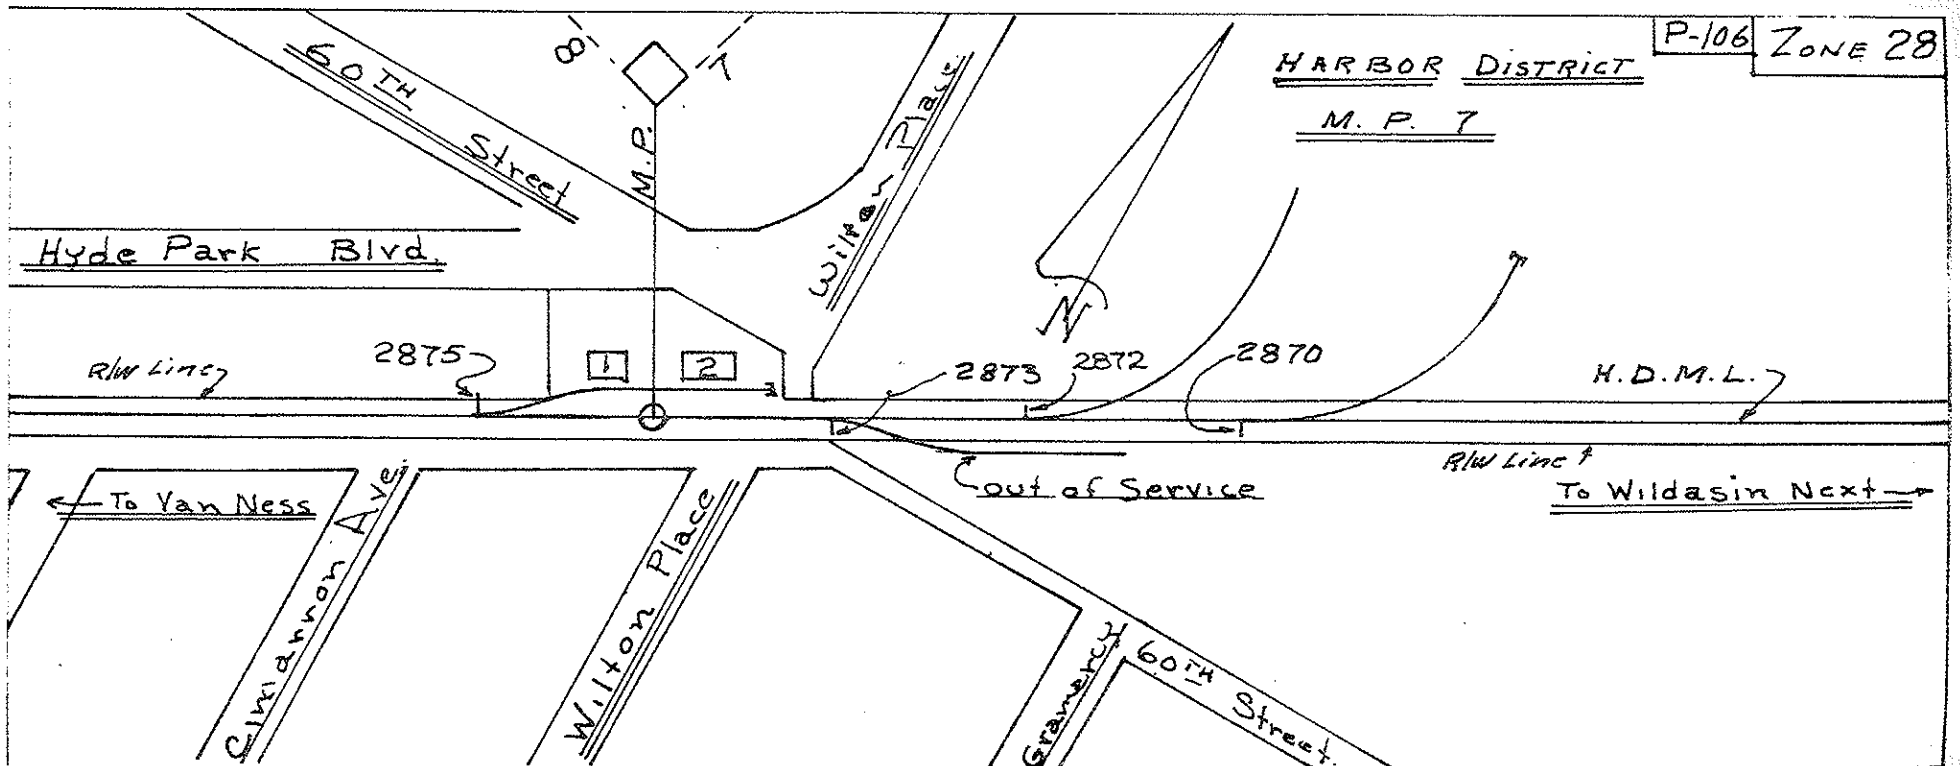 P-106
ZONE 28
HARBOR DISTRICT
M. P. 7
60TH Street
8
7
M.P.
Wilton Place
Hyde Park Blvd.
N
R/W Line
2875
1
2
2873
2872
2870
H.D.M.L.
R/W Line
out of Service
To Van Ness
To Wildasin Next
Cimarron Ave
Wilton Place
Gramercy
60TH Street